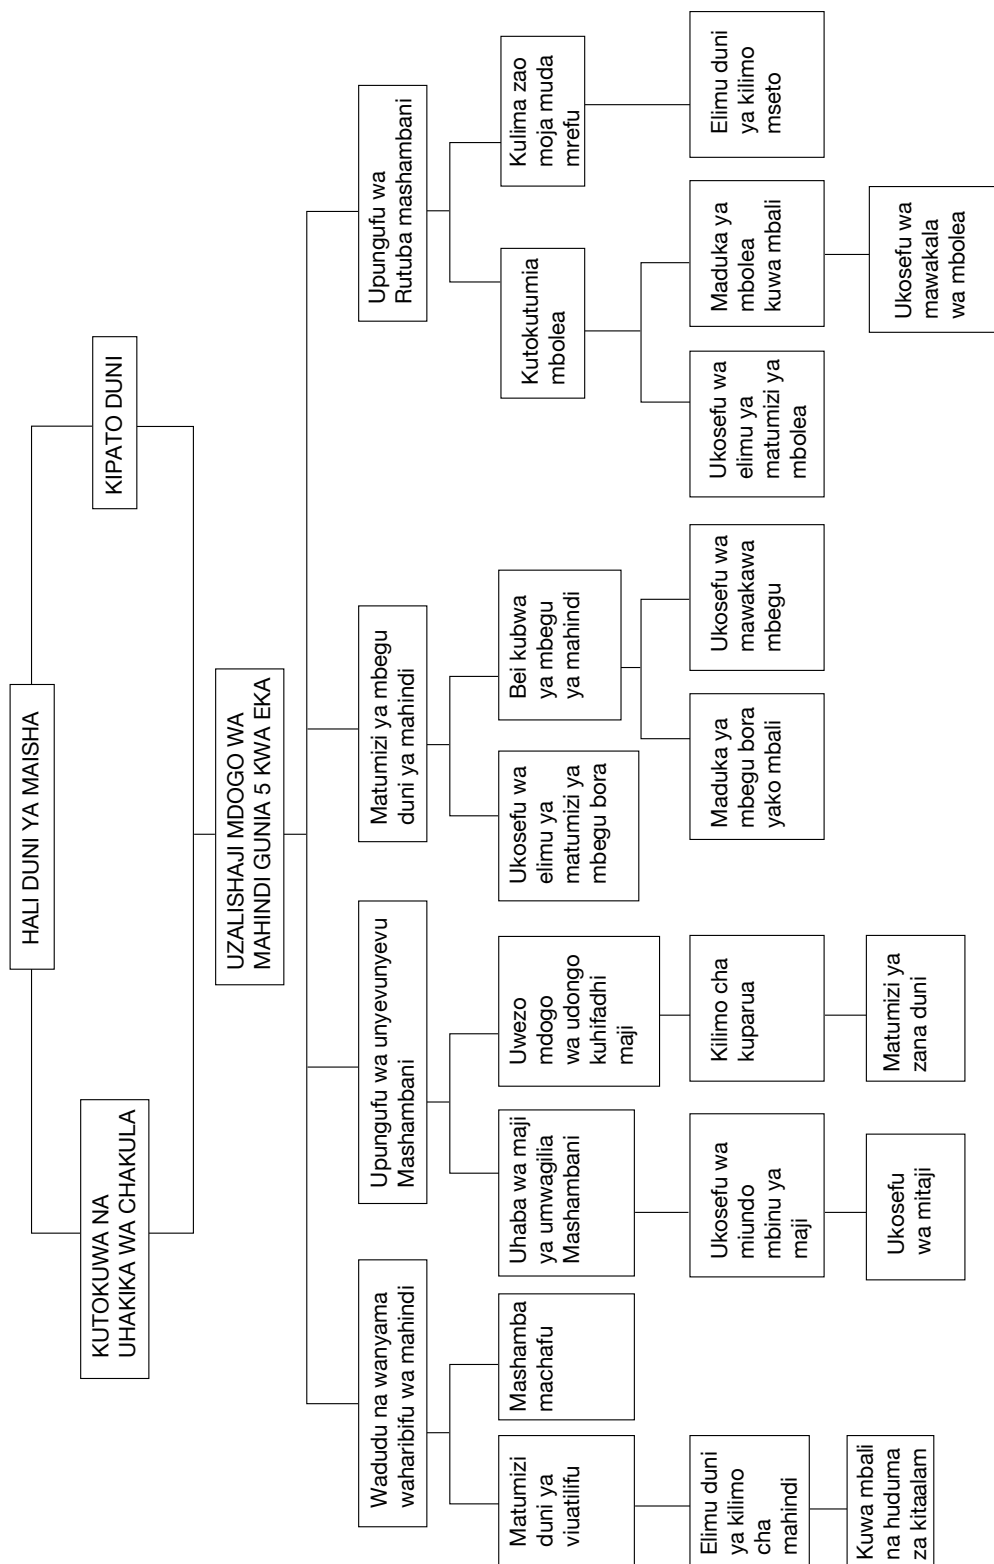 HALI DUNI YA MAISHA
KUTOKUWA NA
UHAKIKA WA CHAKULA
KIPATO DUNI
UZALISHAJI MDOGO WA
MAHINDI GUNIA 5 KWA EKA
Wadudu na wanyama
waharibifu wa mahindi
Upungufu wa unyevunyevu
Mashambani
Matumizi ya mbegu
duni ya mahindi
Upungufu wa
Rutuba mashambani
Matumizi
duni ya
viuatilifu
Mashamba
machafu
Uhaba wa maji
ya umwagilia
Mashambani
Uwezo
mdogo
wa udongo
kuhifadhi
maji
Ukosefu wa
elimu ya
matumizi ya
mbegu bora
Bei kubwa
ya mbegu
ya mahindi
Kutokutumia
mbolea
Kulima zao
moja muda
mrefu
Elimu duni
ya kilimo
cha
mahindi
Ukosefu wa
miundo
mbinu ya
maji
Kilimo cha
kuparua
Maduka ya
mbegu bora
yako mbali
Ukosefu wa
mawakawa
mbegu
Ukosefu wa
elimu ya
matumizi ya
mbolea
Maduka ya
mbolea
kuwa mbali
Elimu duni
ya kilimo
mseto
Kuwa mbali
na huduma
za kitaalam
Ukosefu
wa mitaji
Matumizi ya
zana duni
Ukosefu wa
mawakala
wa mbolea